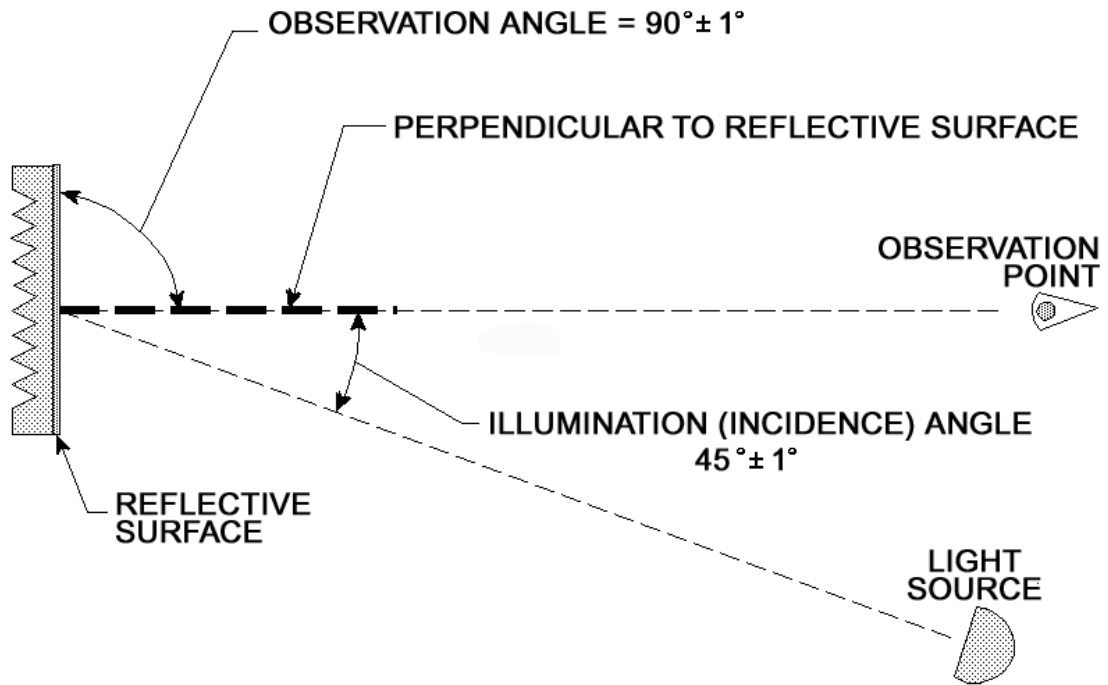 OBSERVATION ANGLE = 90°± 1°
PERPENDICULAR TO REFLECTIVE SURFACE
OBSERVATION
POINT
ILLUMINATION (INCIDENCE) ANGLE
45°± 1°
REFLECTIVE
SURFACE
LIGHT
SOURCE